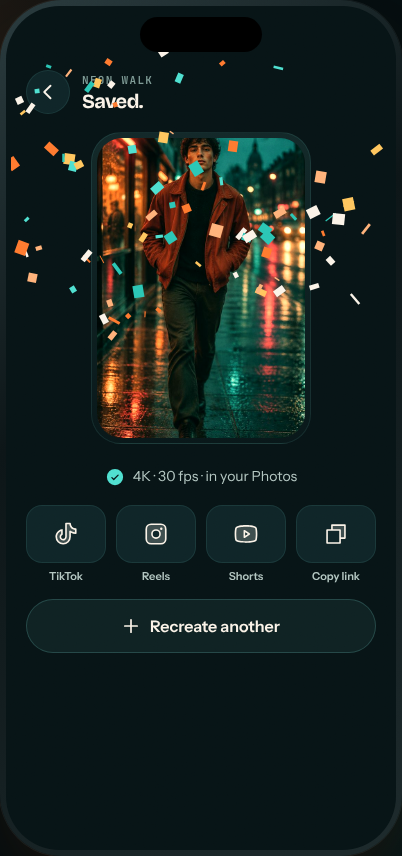 NEON WALK
Saved.
4K · 30 fps · in your Photos
TikTok
Reels
Shorts
Copy link
Recreate another